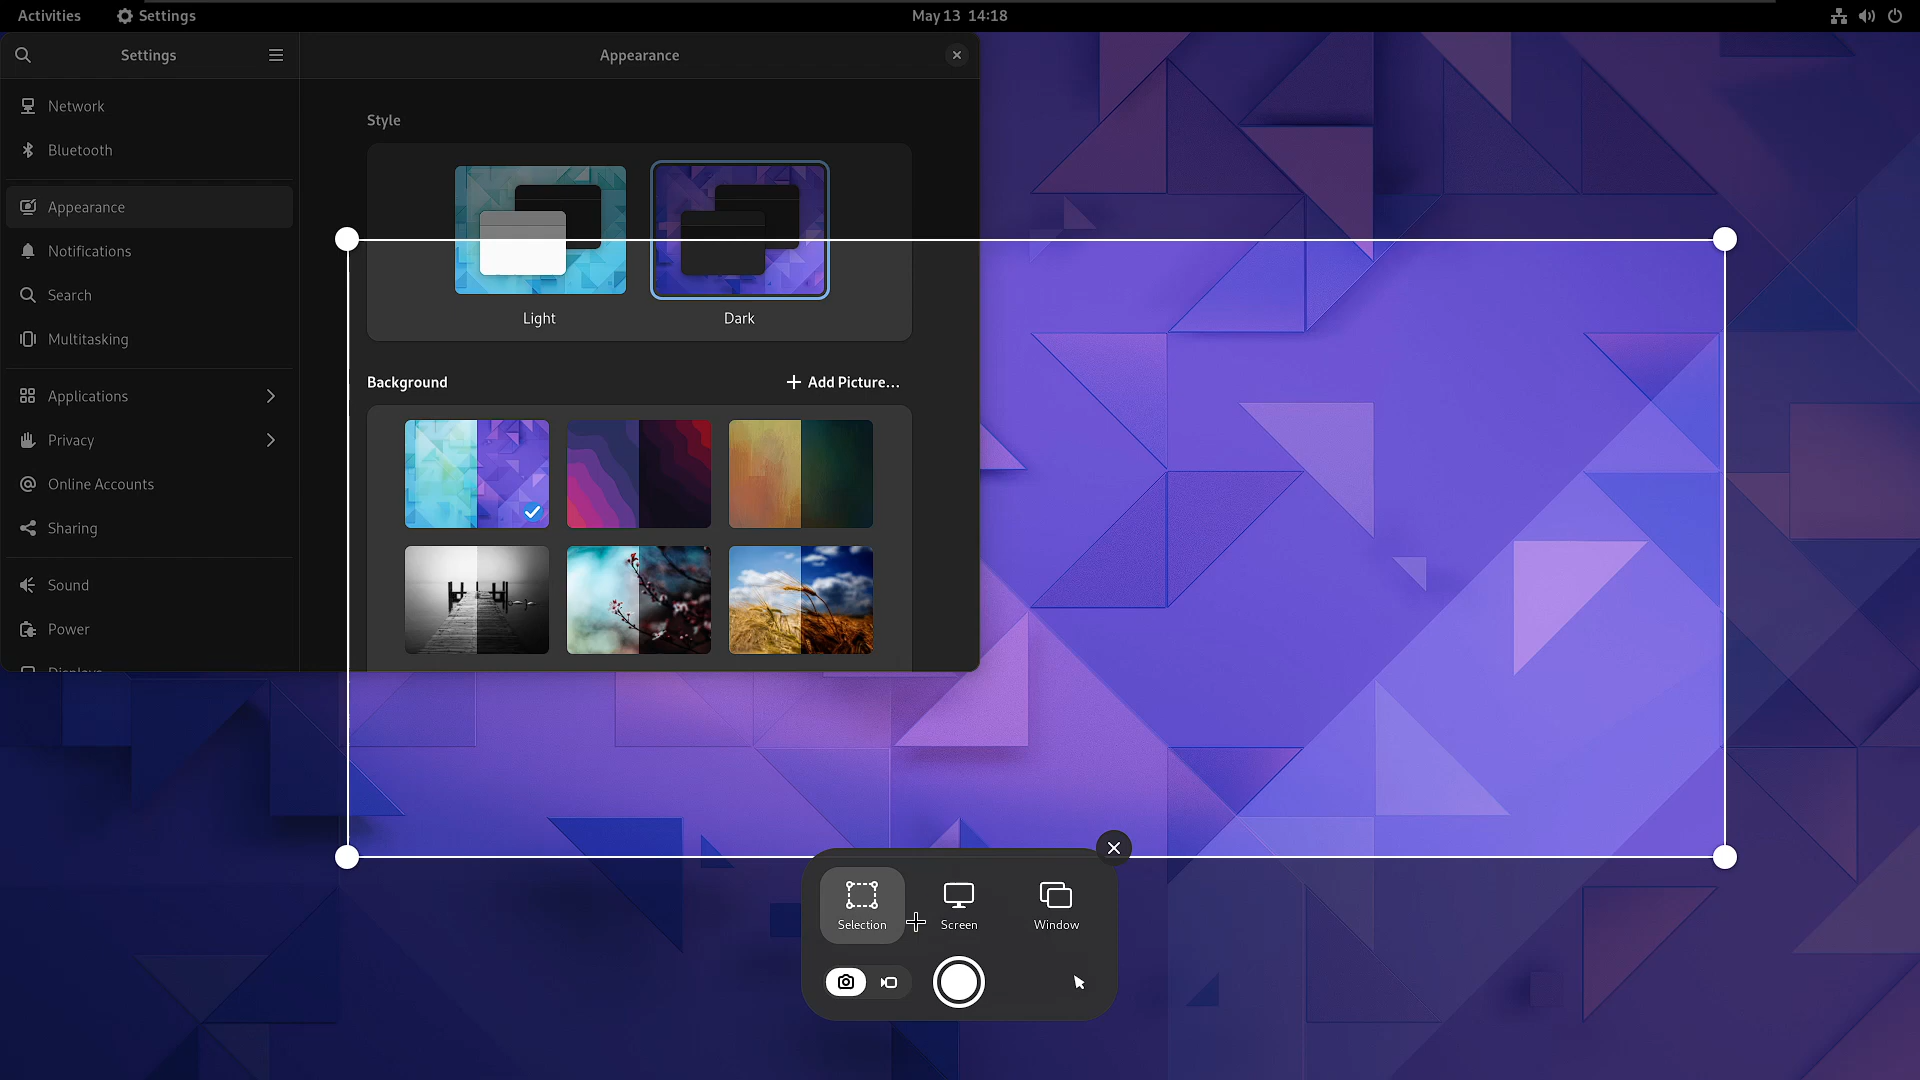 Activities
Settings
May 13 14:18
Settings
Appearance
Network
Bluetooth
Appearance
Notifications
Search
Multitasking
Applications
Privacy
Online Accounts
Sharing
Sound
Power
Displays
Style
Light
Dark
Background
Add Picture…
Selection
Screen
Window